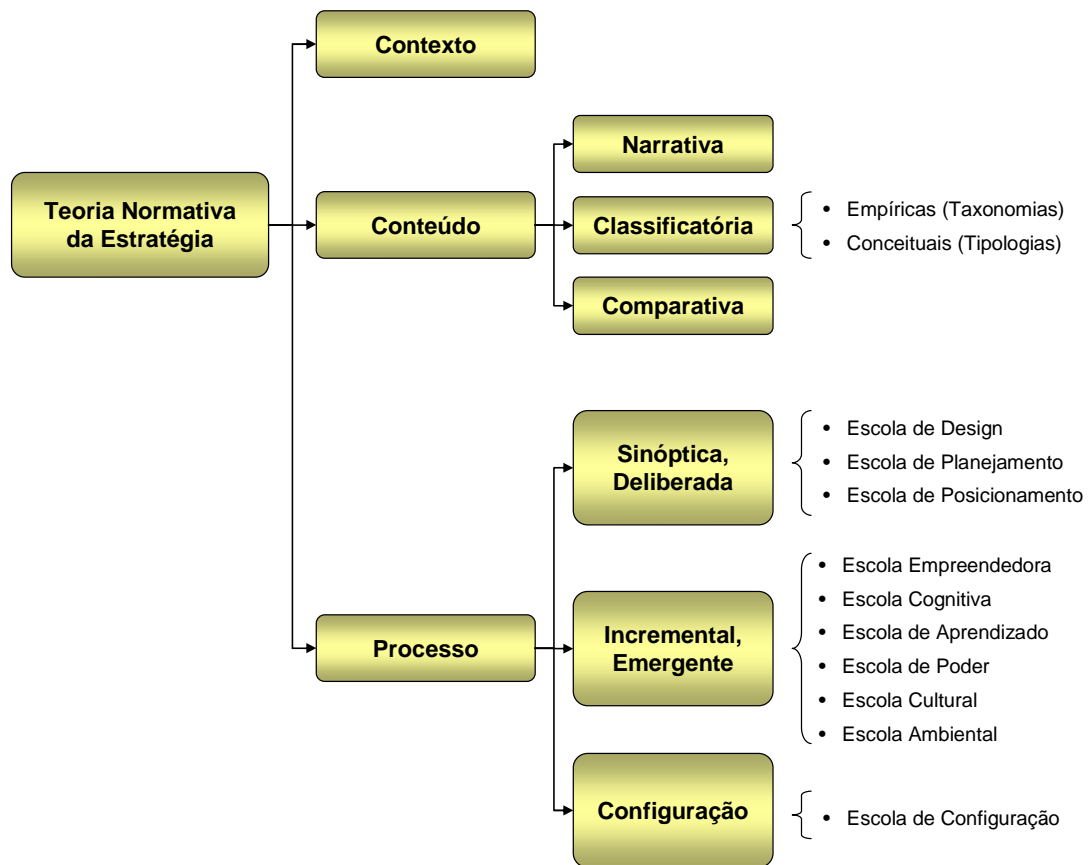 Contexto
Teoria Normativa
da Estratégia
Conteúdo
Narrativa
Classificatória
• Empíricas (Taxonomias)
• Conceituais (Tipologias)
Comparativa
Processo
Sinóptica,
Deliberada
• Escola de Design
• Escola de Planejamento
• Escola de Posicionamento
Incremental,
Emergente
• Escola Empreendedora
• Escola Cognitiva
• Escola de Aprendizado
• Escola de Poder
• Escola Cultural
• Escola Ambiental
Configuração
• Escola de Configuração